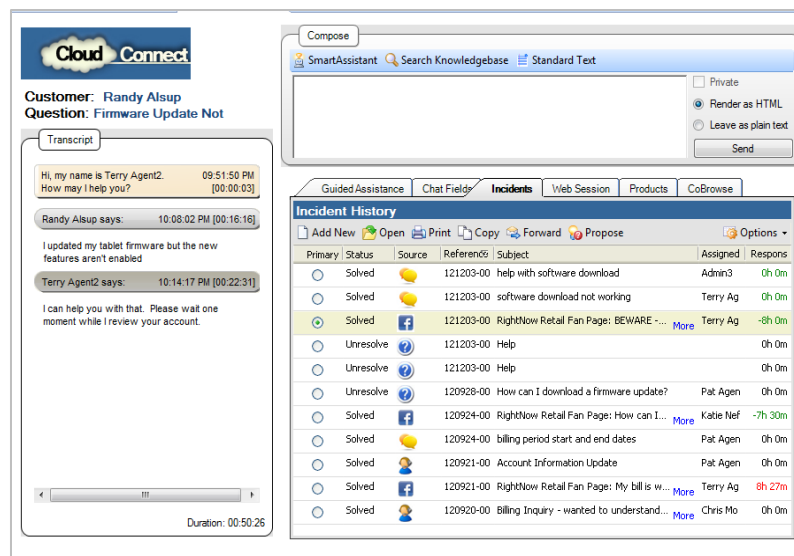 Cloud Connect
Customer: Randy Alsup
Question: Firmware Update Not
Transcript
Hi, my name is Terry Agent2. 09:51:50 PM
How may I help you? [00:00:03]
Randy Alsup says: 10:08:02 PM [00:16:16]
I updated my tablet firmware but the new
features aren't enabled
Terry Agent2 says: 10:14:17 PM [00:22:31]
I can help you with that. Please wait one
moment while I review your account.
Duration: 00:50:26
Compose
SmartAssistant Search Knowledgebase Standard Text
Private
Render as HTML
Leave as plain text
Send
Guided Assistance Chat Fields Incidents Web Session Products CoBrowse
Incident History
Add New Open Print Copy Forward Propose Options
Primary Status Source Reference Subject Assigned Respons
Solved 121203-00 help with software download Admin3 0h 0m
Solved 121203-00 software download not working Terry Ag 0h 0m
Solved 121203-00 RightNow Retail Fan Page: BEWARE -... More Terry Ag -8h 0m
Unresolve 121203-00 Help 0h 0m
Unresolve 121203-00 Help 0h 0m
Unresolve 120928-00 How can I download a firmware update? Pat Agen 0h 0m
Solved 120924-00 RightNow Retail Fan Page: How can I... More Katie Nef -7h 30m
Solved 120924-00 billing period start and end dates Pat Agen 0h 0m
Solved 120921-00 Account Information Update Pat Agen 0h 0m
Solved 120921-00 RightNow Retail Fan Page: My bill is w... More Terry Ag 8h 27m
Solved 120920-00 Billing Inquiry - wanted to understand... More Chris Mo 0h 0m